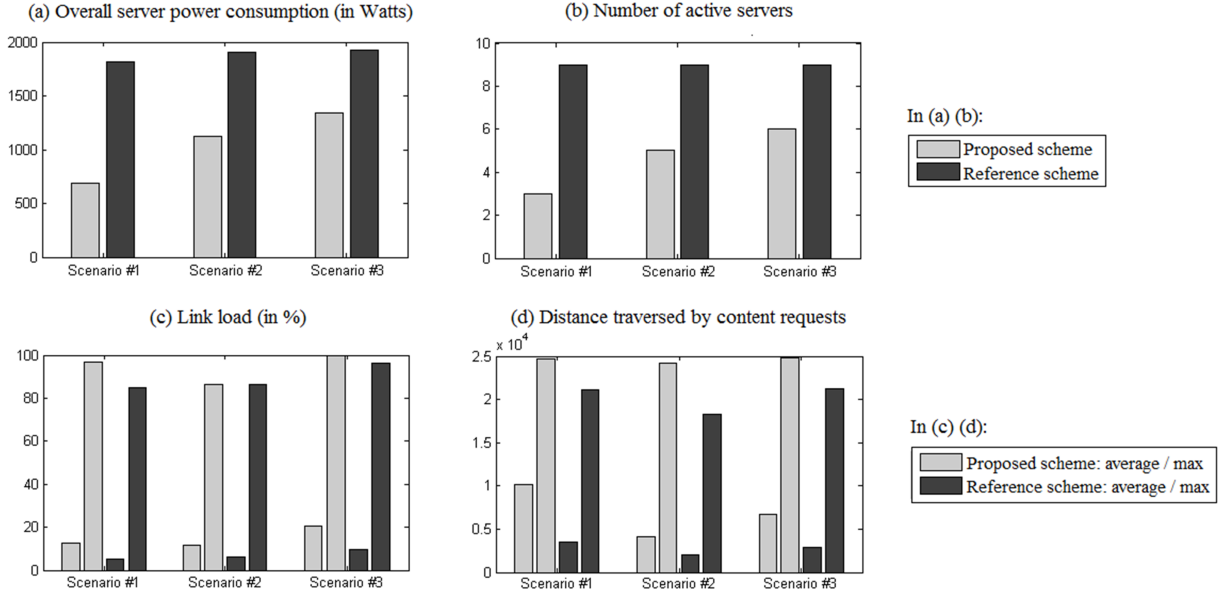 (a) Overall server power consumption (in Watts)
(b) Number of active servers
2000
1500
1000
500
0
Scenario #1 Scenario #2 Scenario #3
10
8
6
4
2
0
Scenario #1 Scenario #2 Scenario #3
In (a) (b):
Proposed scheme
Reference scheme
(c) Link load (in %)
(d) Distance traversed by content requests
100
80
60
40
20
0
Scenario #1 Scenario #2 Scenario #3
x 10^4
2.5
2
1.5
1
0.5
0
Scenario #1 Scenario #2 Scenario #3
In (c) (d):
Proposed scheme: average / max
Reference scheme: average / max